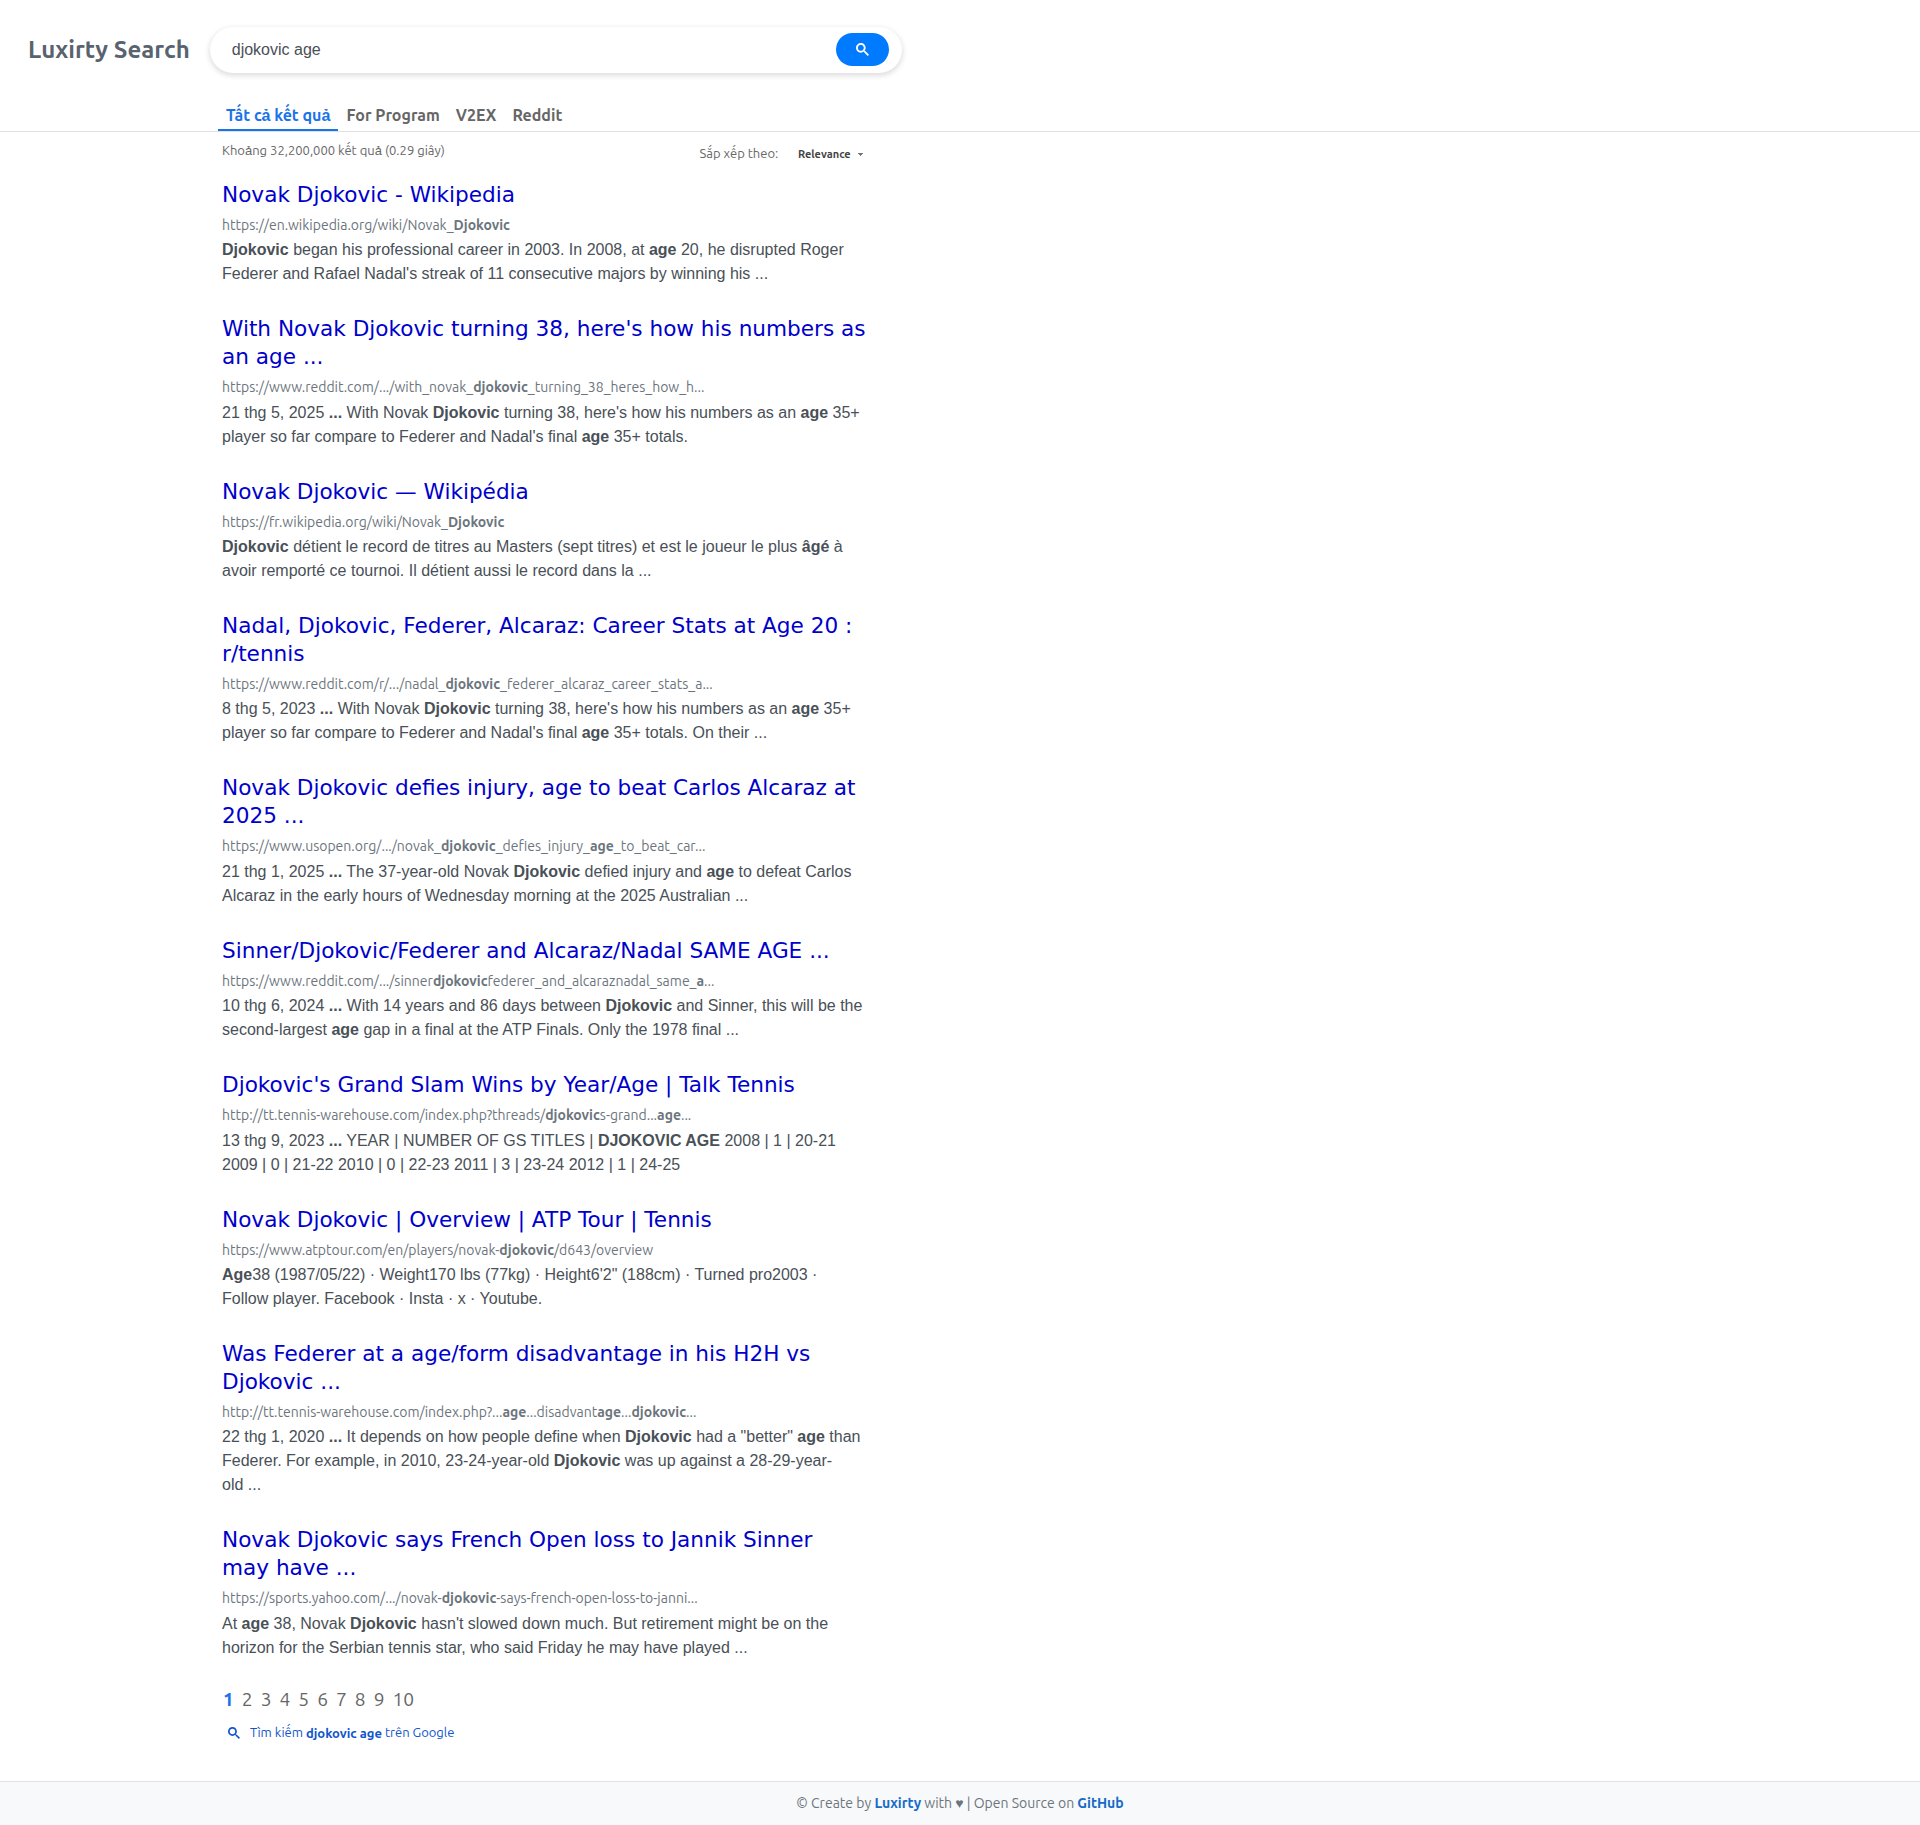 Luxirty Search
djokovic age
Tất cả kết quả For Program V2EX Reddit
Khoảng 32,200,000 kết quả (0.29 giây)
Sắp xếp theo: Relevance
Novak Djokovic - Wikipedia
https://en.wikipedia.org/wiki/Novak_Djokovic
Djokovic began his professional career in 2003. In 2008, at age 20, he disrupted Roger
Federer and Rafael Nadal's streak of 11 consecutive majors by winning his ...
With Novak Djokovic turning 38, here's how his numbers as
an age ...
https://www.reddit.com/.../with_novak_djokovic_turning_38_heres_how_h...
21 thg 5, 2025 ... With Novak Djokovic turning 38, here's how his numbers as an age 35+
player so far compare to Federer and Nadal's final age 35+ totals.
Novak Djokovic — Wikipédia
https://fr.wikipedia.org/wiki/Novak_Djokovic
Djokovic détient le record de titres au Masters (sept titres) et est le joueur le plus âgé à
avoir remporté ce tournoi. Il détient aussi le record dans la ...
Nadal, Djokovic, Federer, Alcaraz: Career Stats at Age 20 :
r/tennis
https://www.reddit.com/r/.../nadal_djokovic_federer_alcaraz_career_stats_a...
8 thg 5, 2023 ... With Novak Djokovic turning 38, here's how his numbers as an age 35+
player so far compare to Federer and Nadal's final age 35+ totals. On their ...
Novak Djokovic defies injury, age to beat Carlos Alcaraz at
2025 ...
https://www.usopen.org/.../novak_djokovic_defies_injury_age_to_beat_car...
21 thg 1, 2025 ... The 37-year-old Novak Djokovic defied injury and age to defeat Carlos
Alcaraz in the early hours of Wednesday morning at the 2025 Australian ...
Sinner/Djokovic/Federer and Alcaraz/Nadal SAME AGE ...
https://www.reddit.com/.../sinnerdjokovicfederer_and_alcaraznadal_same_a...
10 thg 6, 2024 ... With 14 years and 86 days between Djokovic and Sinner, this will be the
second-largest age gap in a final at the ATP Finals. Only the 1978 final ...
Djokovic's Grand Slam Wins by Year/Age | Talk Tennis
http://tt.tennis-warehouse.com/index.php?threads/djokovics-grand...age...
13 thg 9, 2023 ... YEAR | NUMBER OF GS TITLES | DJOKOVIC AGE 2008 | 1 | 20-21
2009 | 0 | 21-22 2010 | 0 | 22-23 2011 | 3 | 23-24 2012 | 1 | 24-25
Novak Djokovic | Overview | ATP Tour | Tennis
https://www.atptour.com/en/players/novak-djokovic/d643/overview
Age38 (1987/05/22) · Weight170 lbs (77kg) · Height6'2" (188cm) · Turned pro2003 ·
Follow player. Facebook · Insta · x · Youtube.
Was Federer at a age/form disadvantage in his H2H vs
Djokovic ...
http://tt.tennis-warehouse.com/index.php?...age...disadvantage...djokovic...
22 thg 1, 2020 ... It depends on how people define when Djokovic had a "better" age than
Federer. For example, in 2010, 23-24-year-old Djokovic was up against a 28-29-year-
old ...
Novak Djokovic says French Open loss to Jannik Sinner
may have ...
https://sports.yahoo.com/.../novak-djokovic-says-french-open-loss-to-janni...
At age 38, Novak Djokovic hasn't slowed down much. But retirement might be on the
horizon for the Serbian tennis star, who said Friday he may have played ...
1 2 3 4 5 6 7 8 9 10
Tìm kiếm djokovic age trên Google
© Create by Luxirty with ♥ | Open Source on GitHub